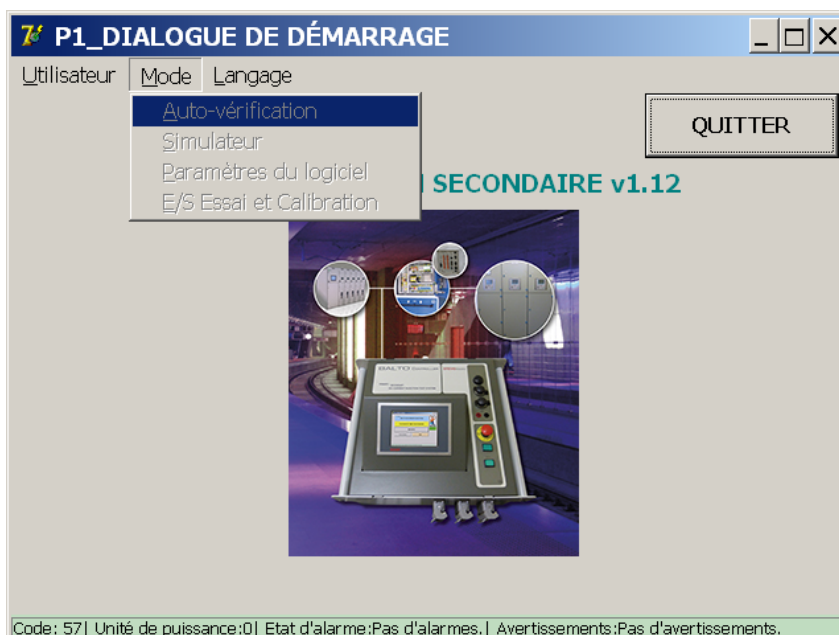 P1_DIALOGUE DE DÉMARRAGE
Utilisateur Mode Langage
Auto-vérification
Simulateur
Paramètres du logiciel
E/S Essai et Calibration
QUITTER
SECONDAIRE v1.12
BALTO
Code: 57| Unité de puissance:0| Etat d'alarme:Pas d'alarmes.| Avertissements:Pas d'avertissements.